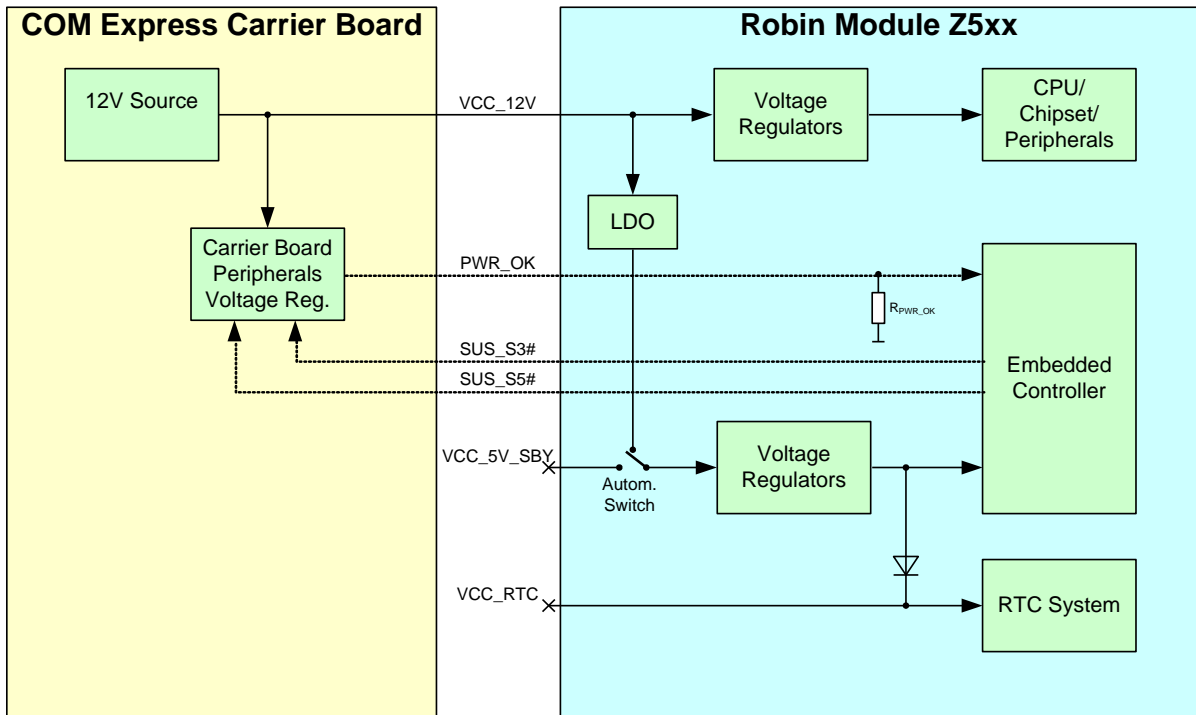 COM Express Carrier Board
Robin Module Z5xx
12V Source
VCC_12V
Voltage
Regulators
CPU/
Chipset/
Peripherals
LDO
Carrier Board
Peripherals
Voltage Reg.
PWR_OK
RPWR_OK
SUS_S3#
SUS_S5#
Embedded
Controller
VCC_5V_SBY
Autom.
Switch
Voltage
Regulators
VCC_RTC
RTC System